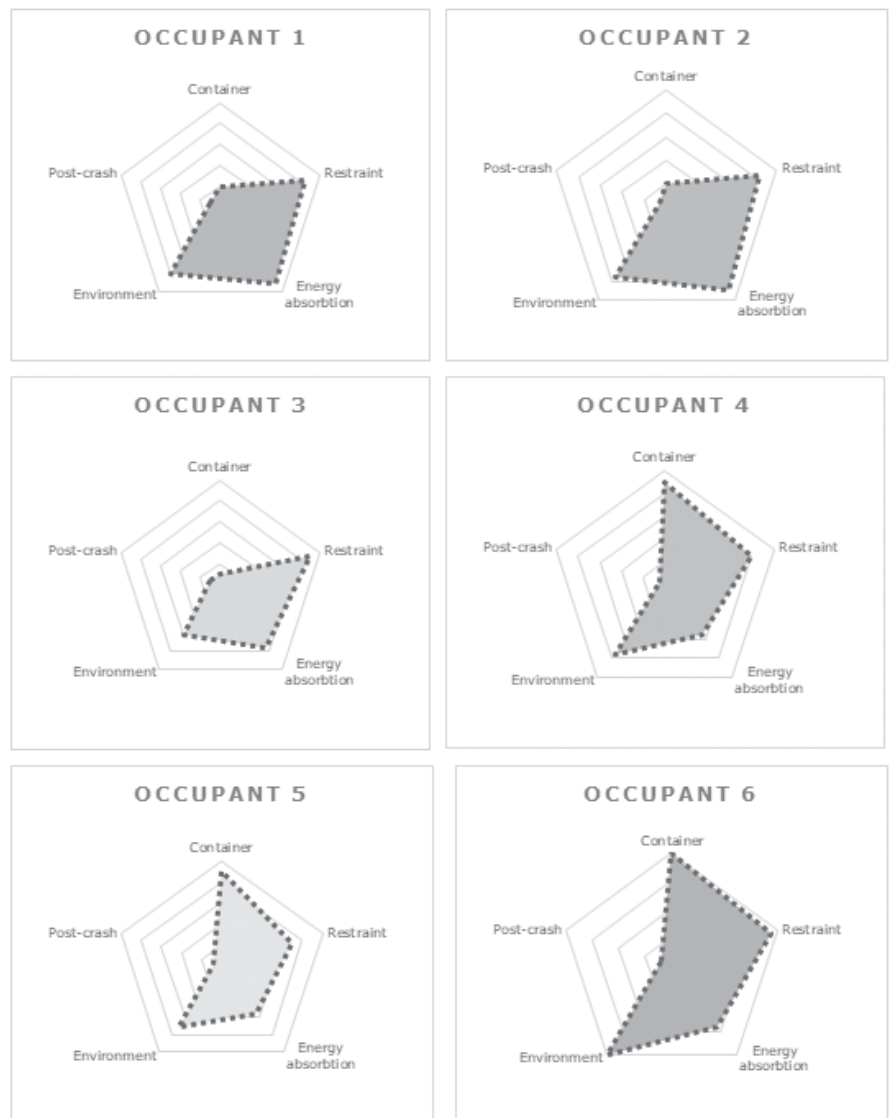 OCCUPANT 1
Container
Post-crash
Restraint
Environment
Energy
absorbtion
OCCUPANT 2
Container
Post-crash
Restraint
Environment
Energy
absorbtion
OCCUPANT 3
Container
Post-crash
Restraint
Environment
Energy
absorbtion
OCCUPANT 4
Container
Post-crash
Restraint
Environment
Energy
absorbtion
OCCUPANT 5
Container
Post-crash
Restraint
Environment
Energy
absorbtion
OCCUPANT 6
Container
Post-crash
Restraint
Environment
Energy
absorbtion